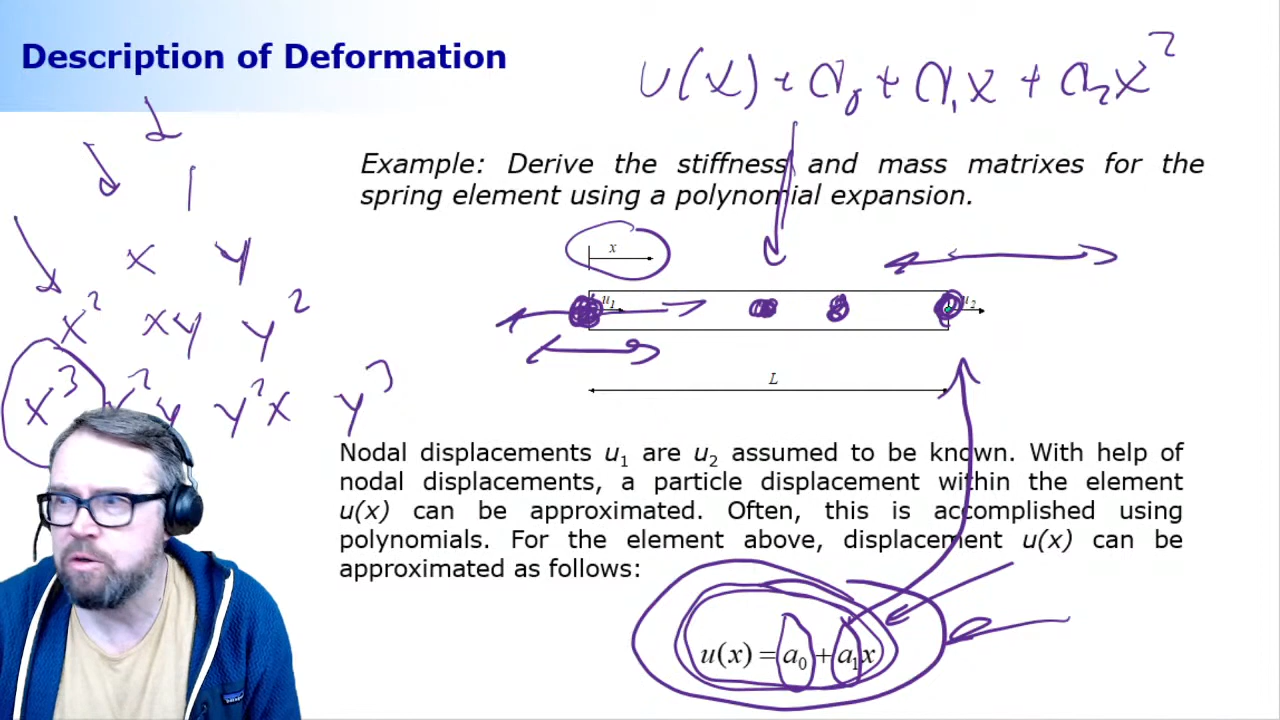 Description of Deformation
u(x) = a₀ + a₁x + a₂x²
Example: Derive the stiffness and mass matrixes for the
spring element using a polynomial expansion.
1
x y
x² xy y²
x³ x²y y²x y³
x
u₁ u₂
L
Nodal displacements u₁ are u₂ assumed to be known. With help of
nodal displacements, a particle displacement within the element
u(x) can be approximated. Often, this is accomplished using
polynomials. For the element above, displacement u(x) can be
approximated as follows:
u(x) = a₀ + a₁x
patagonia